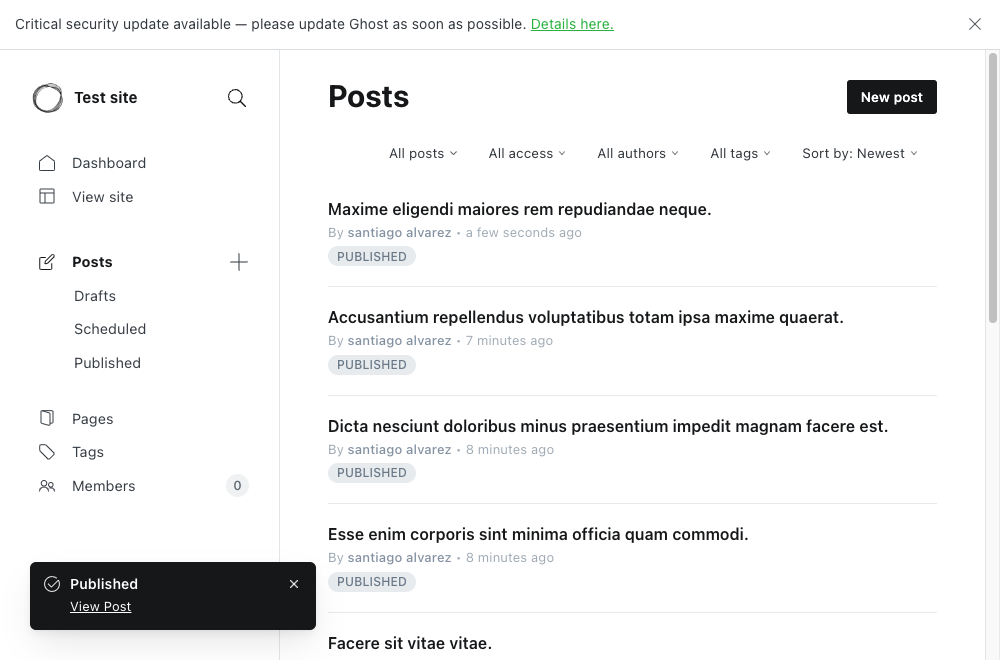 Critical security update available — please update Ghost as soon as possible. Details here.
Test site
Dashboard
View site
Posts
Drafts
Scheduled
Published
Pages
Tags
Members 0
Published
View Post
Posts
New post
All posts All access All authors All tags Sort by: Newest
Maxime eligendi maiores rem repudiandae neque.
By santiago alvarez • a few seconds ago
PUBLISHED
Accusantium repellendus voluptatibus totam ipsa maxime quaerat.
By santiago alvarez • 7 minutes ago
PUBLISHED
Dicta nesciunt doloribus minus praesentium impedit magnam facere est.
By santiago alvarez • 8 minutes ago
PUBLISHED
Esse enim corporis sint minima officia quam commodi.
By santiago alvarez • 8 minutes ago
PUBLISHED
Facere sit vitae vitae.